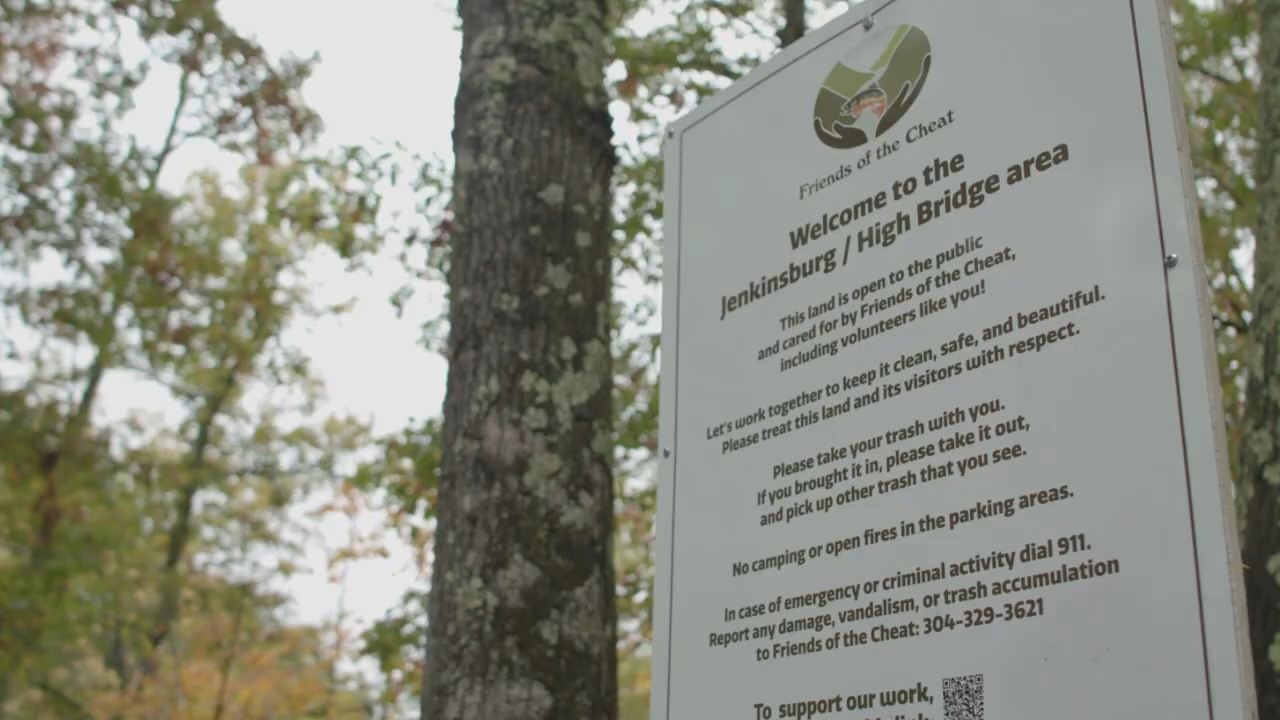 Friends of the Cheat
Welcome to the
Jenkinsburg / High Bridge area
This land is open to the public
and cared for by Friends of the Cheat,
including volunteers like you!
Let's work together to keep it clean, safe, and beautiful.
Please treat this land and its visitors with respect.
Please take your trash with you.
If you brought it in, please take it out,
and pick up other trash that you see.
No camping or open fires in the parking areas.
In case of emergency or criminal activity dial 911.
Report any damage, vandalism, or trash accumulation
to Friends of the Cheat: 304-329-3621
To support our work,